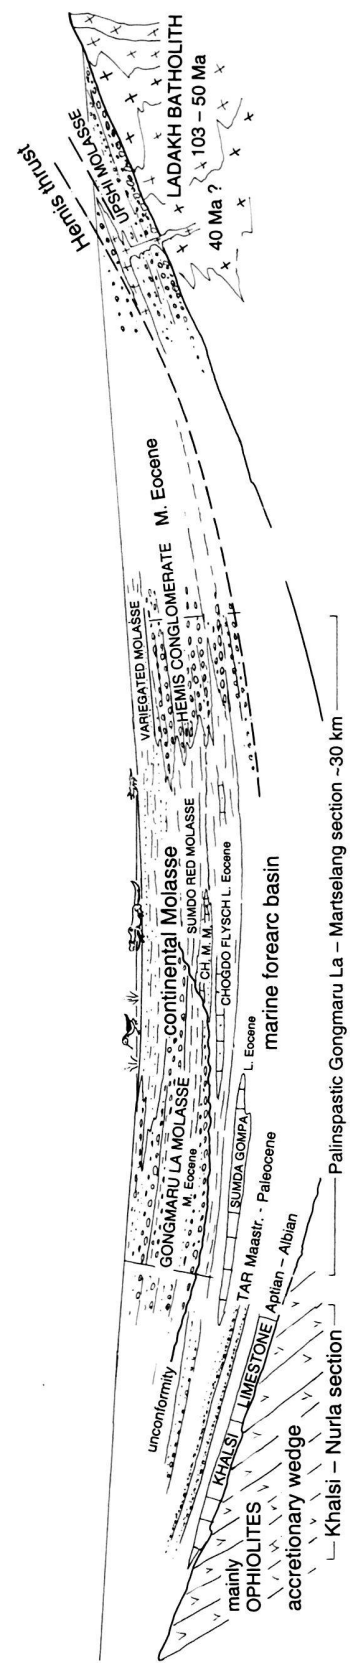 unconformity
GONGMARU LA MOLASSE
M. Eocene
continental Molasse
SUMDO RED MOLASSE
CH. M. M.
CHOGDO FLYSCH L. Eocene
VARIEGATED MOLASSE
HEMIS CONGLOMERATE
M. Eocene
Hemis thrust
UPSHI MOLASSE
LADAKH BATHOLITH
103 – 50 Ma
40 Ma ?
mainly
OPHIOLITES
accretionary wedge
KHALSI LIMESTONE
Aptian – Albian
TAR Maastr. - Paleocene
SUMDA GOMPA
L. Eocene
marine forearc basin
Khalsi – Nurla section
Palinspastic Gongmaru La – Martselang section ~30 km